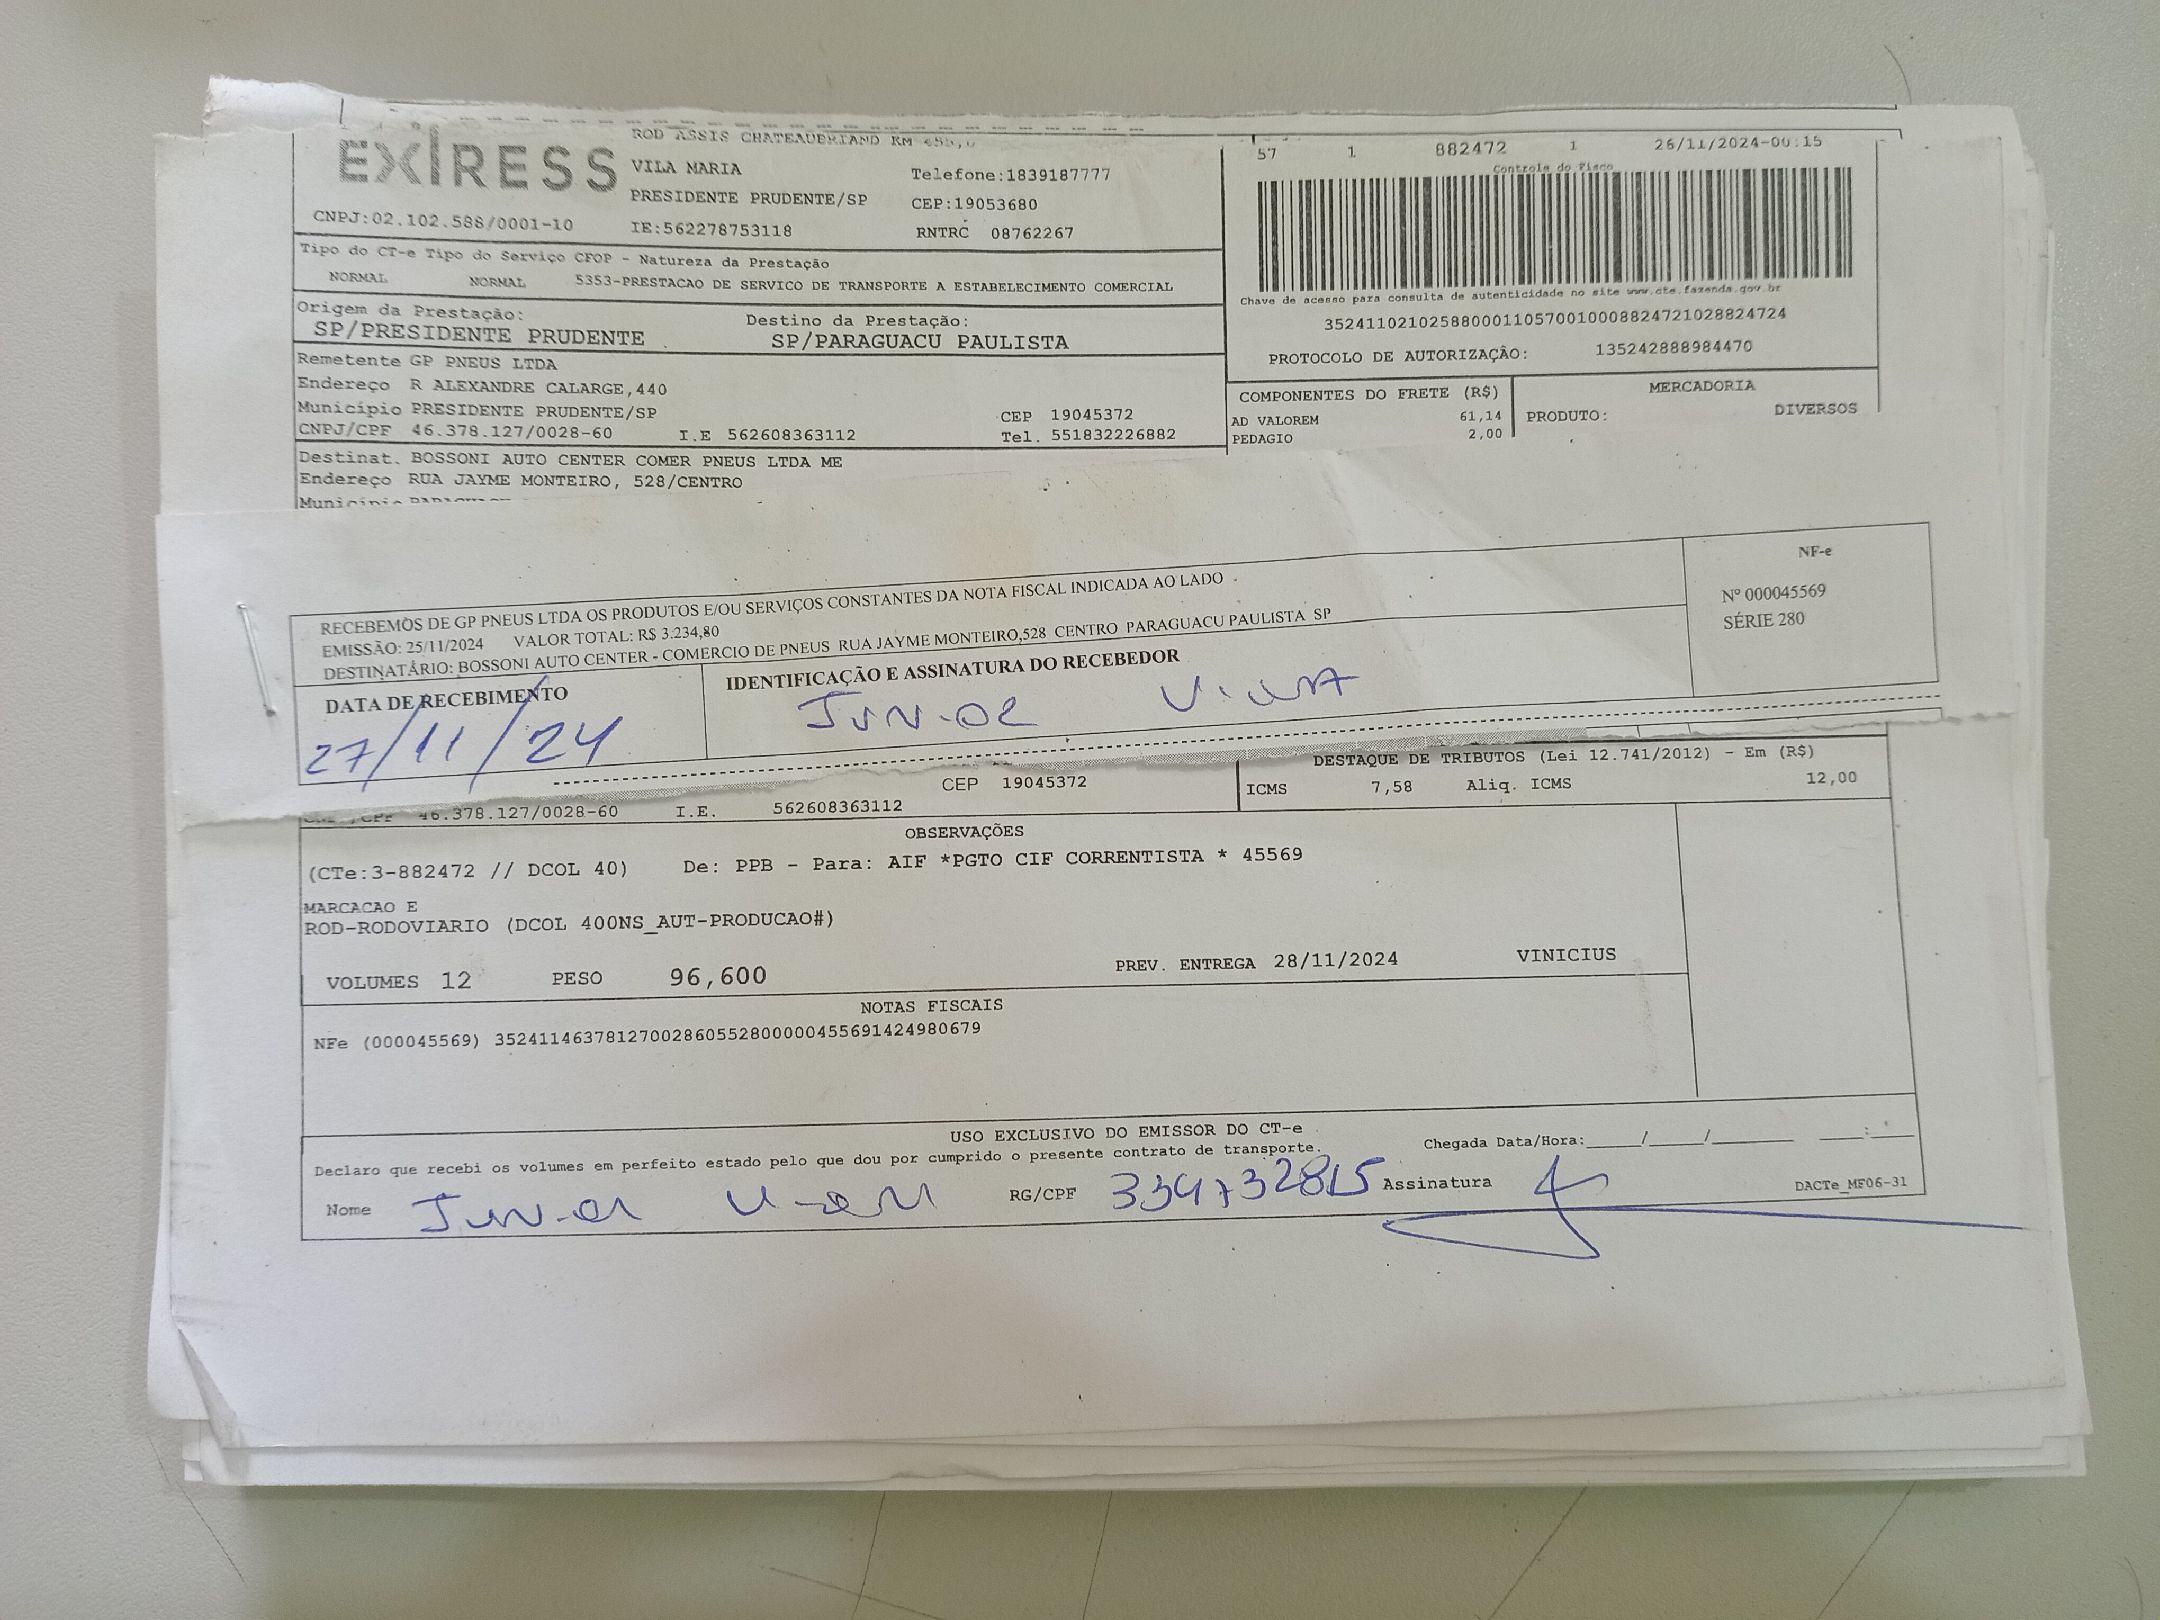 EXPRESS
ROD ASSIS CHATEAUBRIAND KM 455,0
VILA MARIA Telefone:1839187777
PRESIDENTE PRUDENTE/SP CEP:19053680
CNPJ:02.102.588/0001-10 IE:562278753118 RNTRC 08762267
57 1 882472 1 26/11/2024-00:15
Controle do Fisco
Tipo do CT-e Tipo do Serviço CFOP - Natureza da Prestação
NORMAL NORMAL 5353-PRESTACAO DE SERVICO DE TRANSPORTE A ESTABELECIMENTO COMERCIAL
Chave de acesso para consulta de autenticidade no site www.cte.fazenda.gov.br
35241102102588000110570010008824721028824724
PROTOCOLO DE AUTORIZAÇÃO: 135242888984470
Origem da Prestação: Destino da Prestação:
SP/PRESIDENTE PRUDENTE SP/PARAGUACU PAULISTA
Remetente GP PNEUS LTDA
Endereço R ALEXANDRE CALARGE,440
Município PRESIDENTE PRUDENTE/SP CEP 19045372
CNPJ/CPF 46.378.127/0028-60 I.E 562608363112 Tel. 551832226882
COMPONENTES DO FRETE (R$) MERCADORIA
AD VALOREM 61,14 PRODUTO: DIVERSOS
PEDAGIO 2,00
Destinat. BOSSONI AUTO CENTER COMER PNEUS LTDA ME
Endereço RUA JAYME MONTEIRO, 528/CENTRO
Município
RECEBEMOS DE GP PNEUS LTDA OS PRODUTOS E/OU SERVIÇOS CONSTANTES DA NOTA FISCAL INDICADA AO LADO
EMISSÃO: 25/11/2024 VALOR TOTAL: R$ 3.234,80
DESTINATÁRIO: BOSSONI AUTO CENTER - COMERCIO DE PNEUS RUA JAYME MONTEIRO,528 CENTRO PARAGUACU PAULISTA SP
NF-e
Nº 000045569
SÉRIE 280
DATA DE RECEBIMENTO IDENTIFICAÇÃO E ASSINATURA DO RECEBEDOR
27/11/24 Junior
DESTAQUE DE TRIBUTOS (Lei 12.741/2012) - Em (R$)
CEP 19045372 ICMS 7,58 Aliq. ICMS 12,00
46.378.127/0028-60 I.E. 562608363112
OBSERVAÇÕES
(CTe:3-882472 // DCOL 40) De: PPB - Para: AIF *PGTO CIF CORRENTISTA * 45569
MARCACAO E
ROD-RODOVIARIO (DCOL 400NS_AUT-PRODUCAO#)
VOLUMES 12 PESO 96,600 PREV. ENTREGA 28/11/2024 VINICIUS
NOTAS FISCAIS
NFe (000045569) 35241146378127002860552800000455691424980679
USO EXCLUSIVO DO EMISSOR DO CT-e
Declaro que recebi os volumes em perfeito estado pelo que dou por cumprido o presente contrato de transporte. Chegada Data/Hora:____/____/______ ___:___
Nome Junior RG/CPF 334732815 Assinatura DACTe_MF06-31